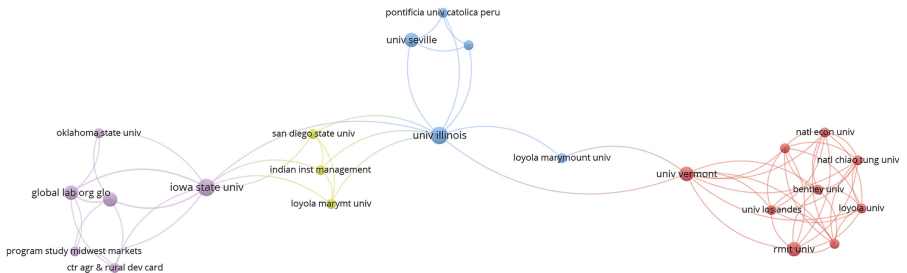 pontificia univ catolica peru
univ seville
oklahoma state univ
san diego state univ
univ illinois
natl econ univ
loyola marymount univ
natl chiao tung univ
indian inst management
univ vermont
iowa state univ
bentley univ
global lab org glo
loyola marymt univ
univ los andes
loyola univ
program study midwest markets
rmit univ
ctr agr & rural dev card